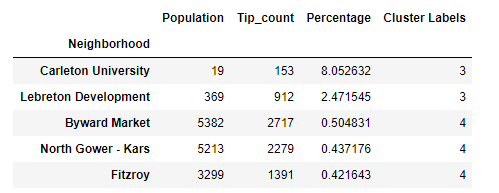 Population Tip_count Percentage Cluster Labels
Neighborhood
Carleton University 19 153 8.052632 3
Lebreton Development 369 912 2.471545 3
Byward Market 5382 2717 0.504831 4
North Gower - Kars 5213 2279 0.437176 4
Fitzroy 3299 1391 0.421643 4